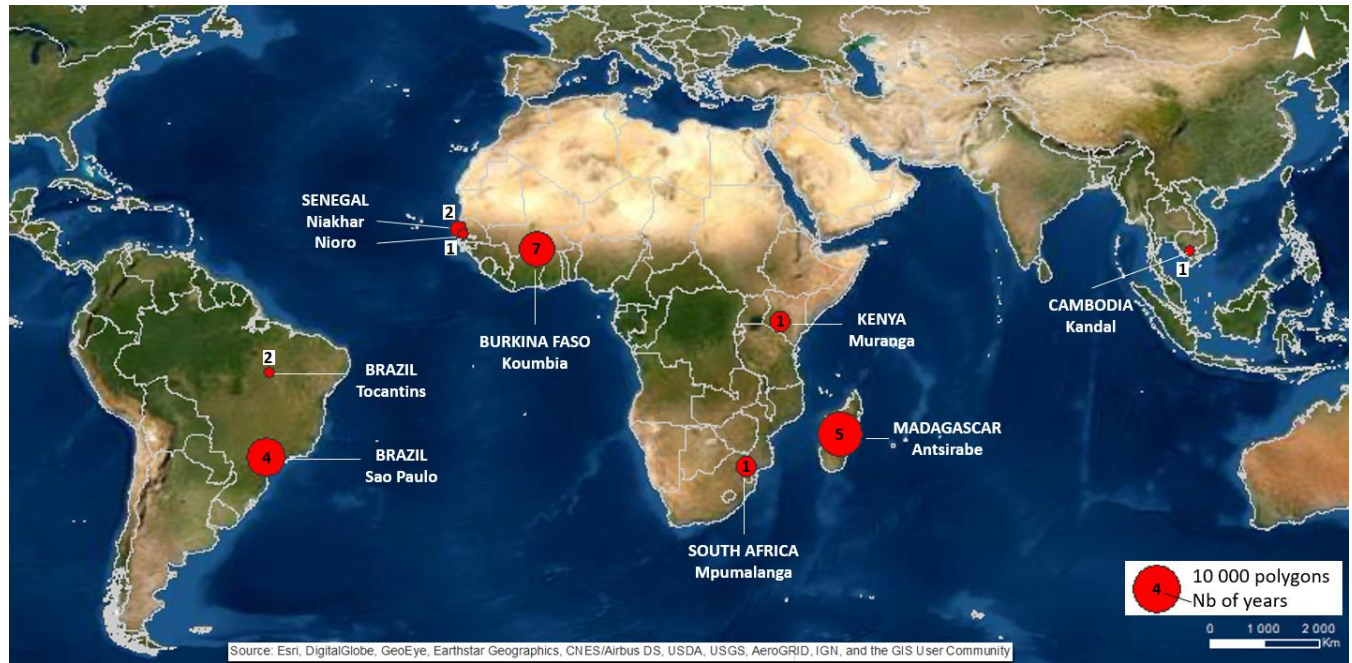 N
SENEGAL
Niakhar
Nioro
2
1
7
BURKINA FASO
Koumbia
2
BRAZIL
Tocantins
4
BRAZIL
Sao Paulo
1
KENYA
Muranga
5
MADAGASCAR
Antsirabe
1
SOUTH AFRICA
Mpumalanga
1
CAMBODIA
Kandal
4
10 000 polygons
Nb of years
0 1 000 2 000
Km
Source: Esri, DigitalGlobe, GeoEye, Earthstar Geographics, CNES/Airbus DS, USDA, USGS, AeroGRID, IGN, and the GIS User Community